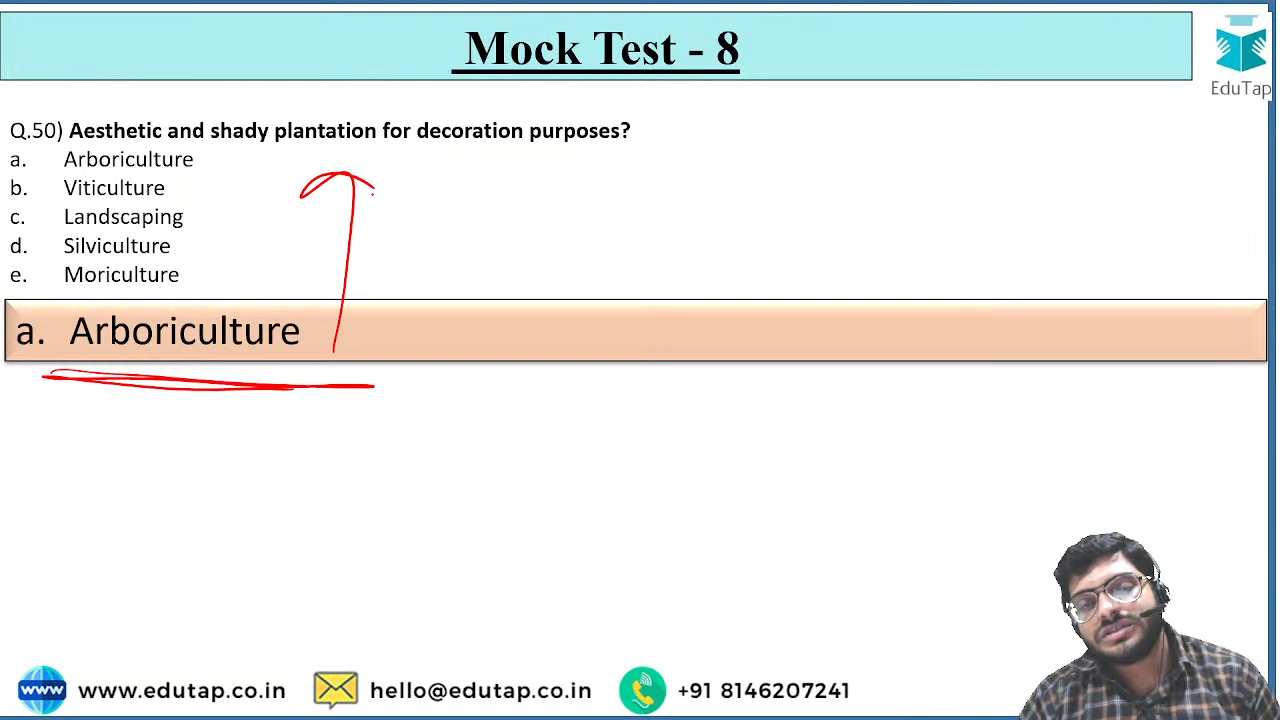 Mock Test - 8
EduTap
Q.50) Aesthetic and shady plantation for decoration purposes?
a. Arboriculture
b. Viticulture
c. Landscaping
d. Silviculture
e. Moriculture
a. Arboriculture
www www.edutap.co.in hello@edutap.co.in +91 8146207241